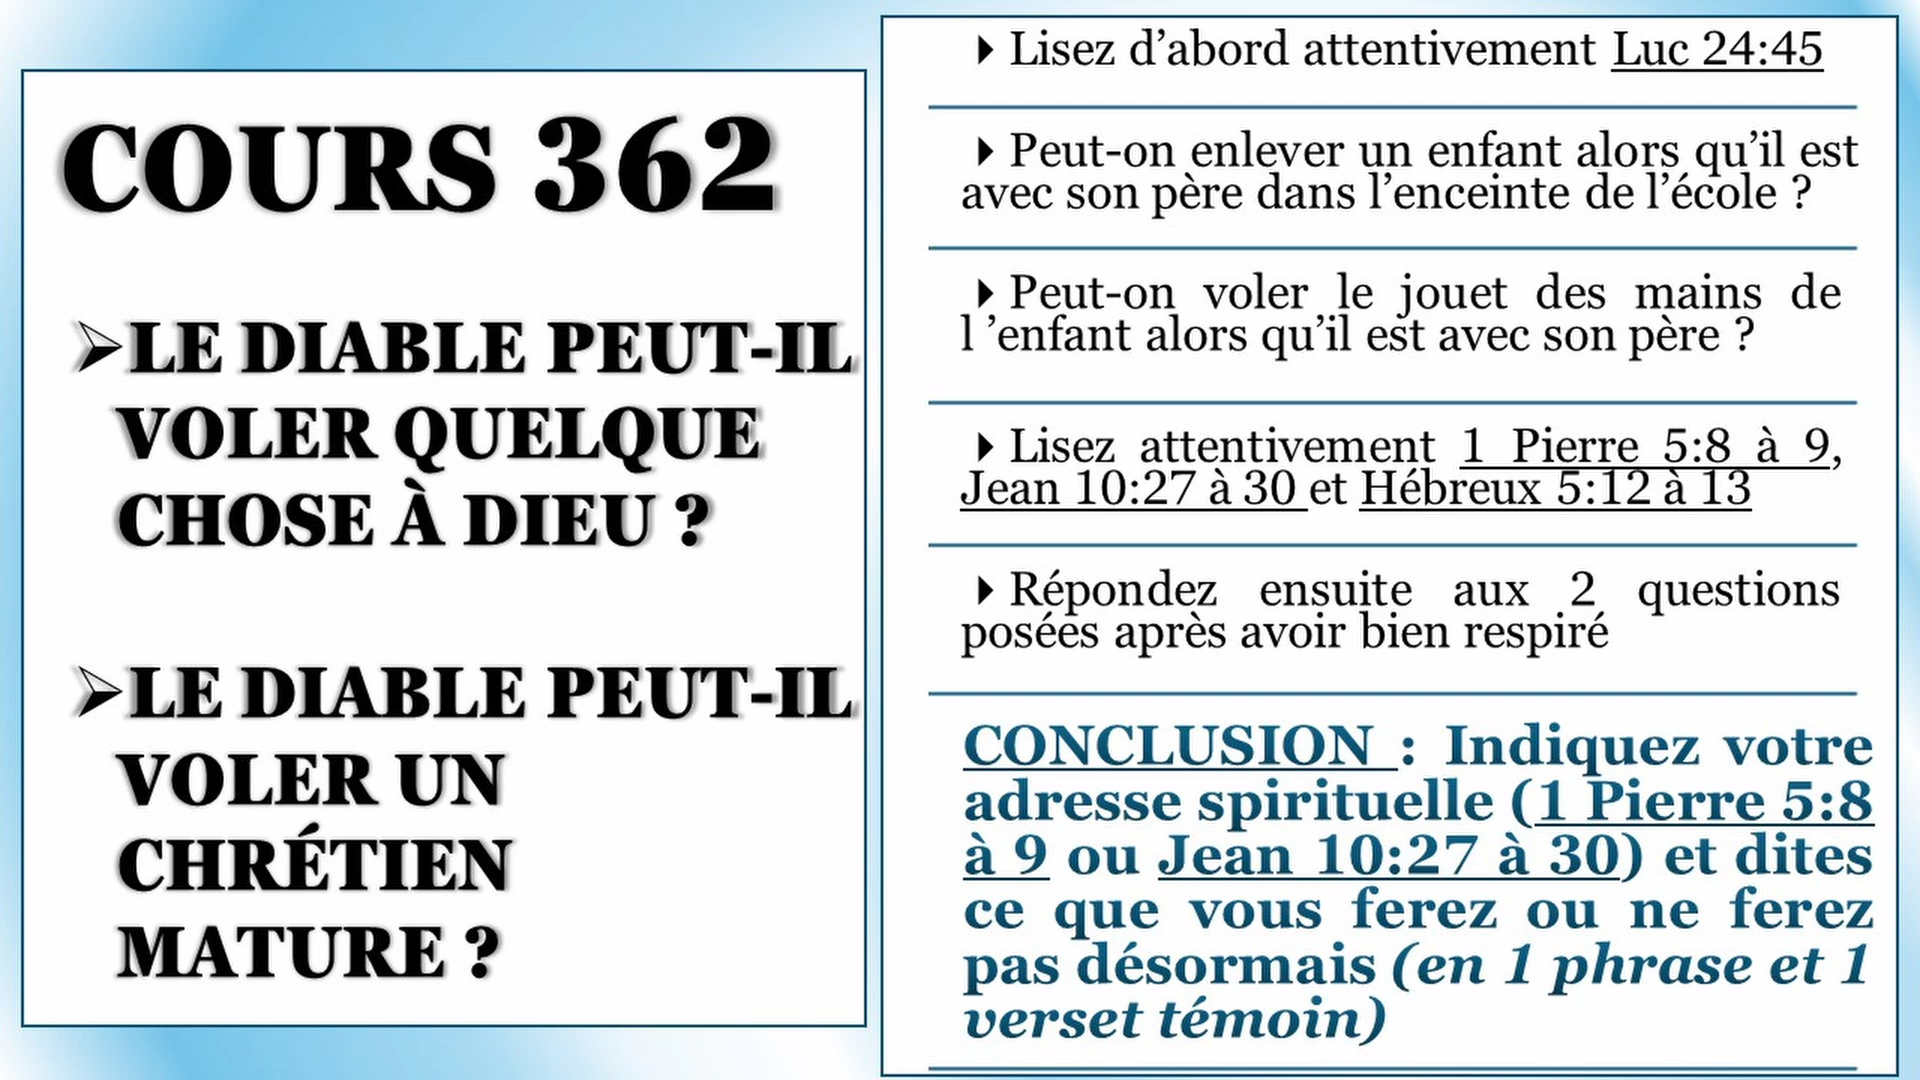 COURS 362
➢LE DIABLE PEUT-IL
VOLER QUELQUE
CHOSE À DIEU ?
➢LE DIABLE PEUT-IL
VOLER UN
CHRÉTIEN
MATURE ?
Lisez d’abord attentivement Luc 24:45
Peut-on enlever un enfant alors qu’il est
avec son père dans l’enceinte de l’école ?
Peut-on voler le jouet des mains de
l ’enfant alors qu’il est avec son père ?
Lisez attentivement 1 Pierre 5:8 à 9,
Jean 10:27 à 30 et Hébreux 5:12 à 13
Répondez ensuite aux 2 questions
posées après avoir bien respiré
CONCLUSION : Indiquez votre
adresse spirituelle (1 Pierre 5:8
à 9 ou Jean 10:27 à 30) et dites
ce que vous ferez ou ne ferez
pas désormais (en 1 phrase et 1
verset témoin)